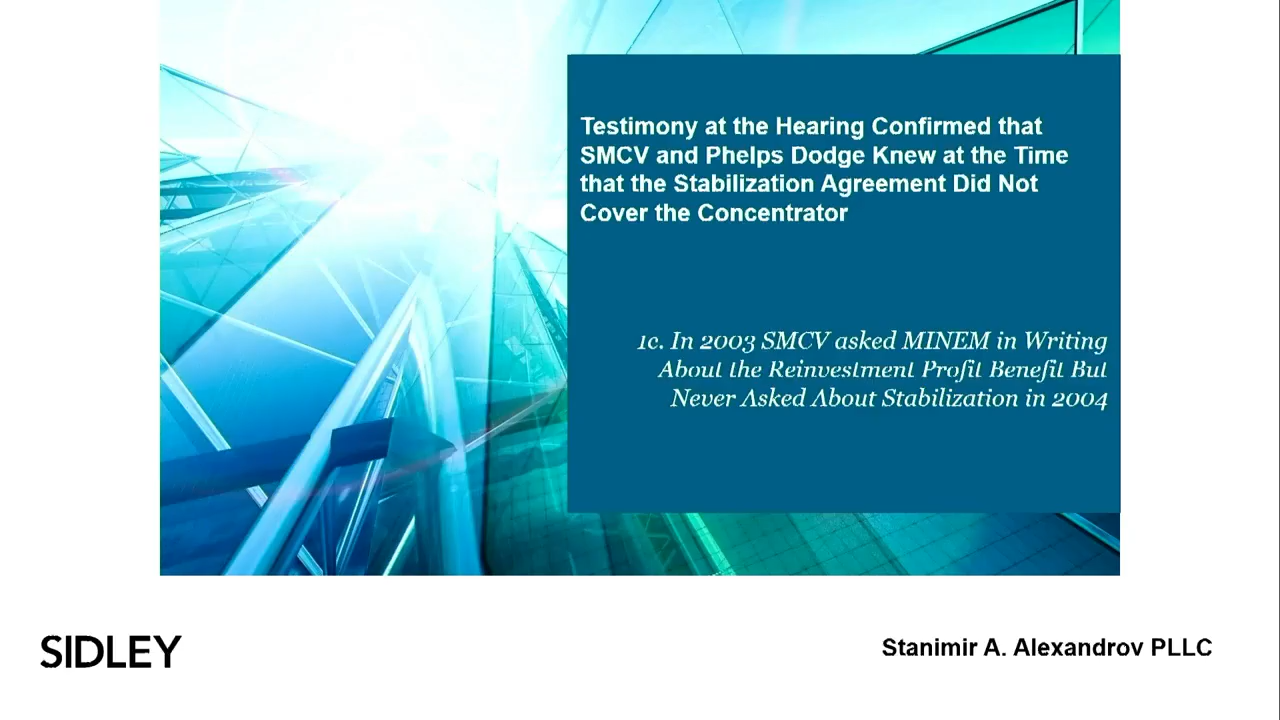 Testimony at the Hearing Confirmed that
SMCV and Phelps Dodge Knew at the Time
that the Stabilization Agreement Did Not
Cover the Concentrator
1c. In 2003 SMCV asked MINEM in Writing
About the Reinvestment Profit Benefit But
Never Asked About Stabilization in 2004
SIDLEY
Stanimir A. Alexandrov PLLC